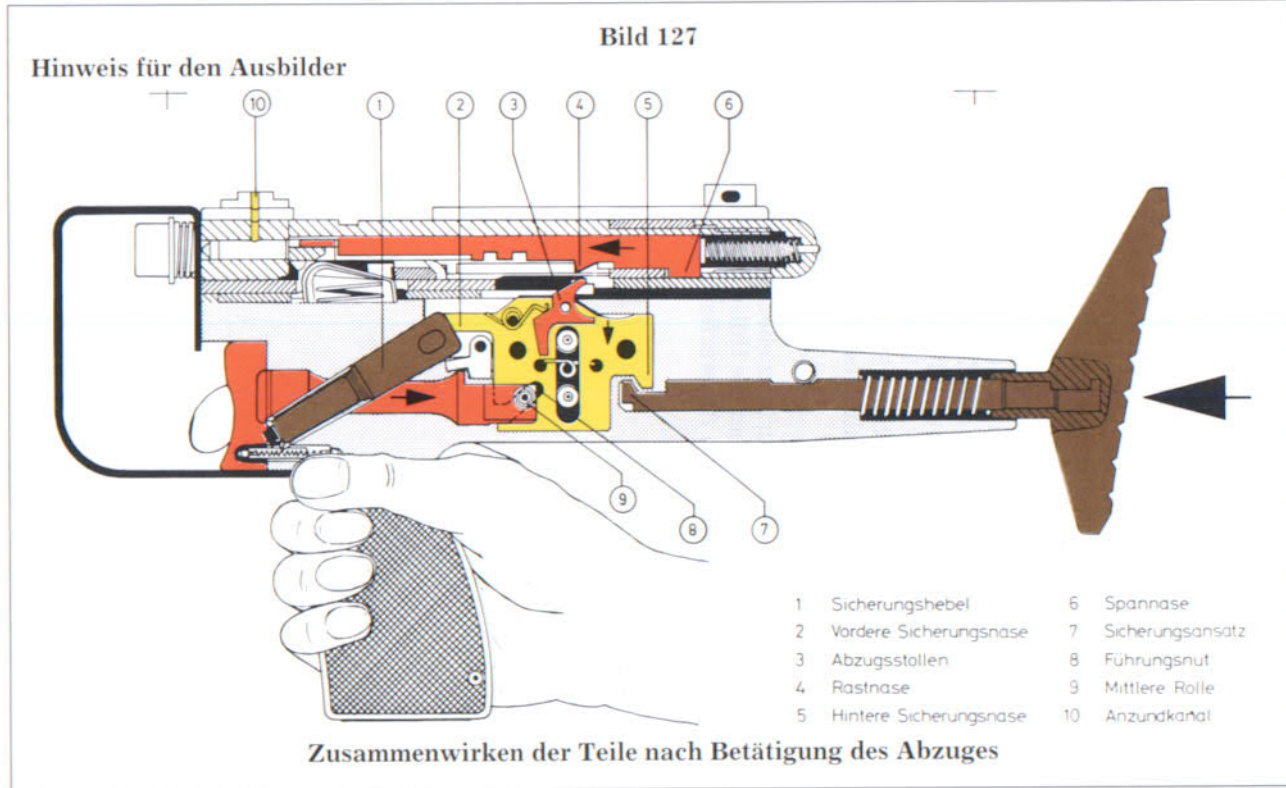 Bild 127
Hinweis für den Ausbilder
10 1 2 3 4 5 6
9 8 7
1 Sicherungshebel
2 Vordere Sicherungsnase
3 Abzugsstollen
4 Rastnase
5 Hintere Sicherungsnase
6 Spannase
7 Sicherungsansatz
8 Führungsnut
9 Mittlere Rolle
10 Anzundkanal
Zusammenwirken der Teile nach Betätigung des Abzuges